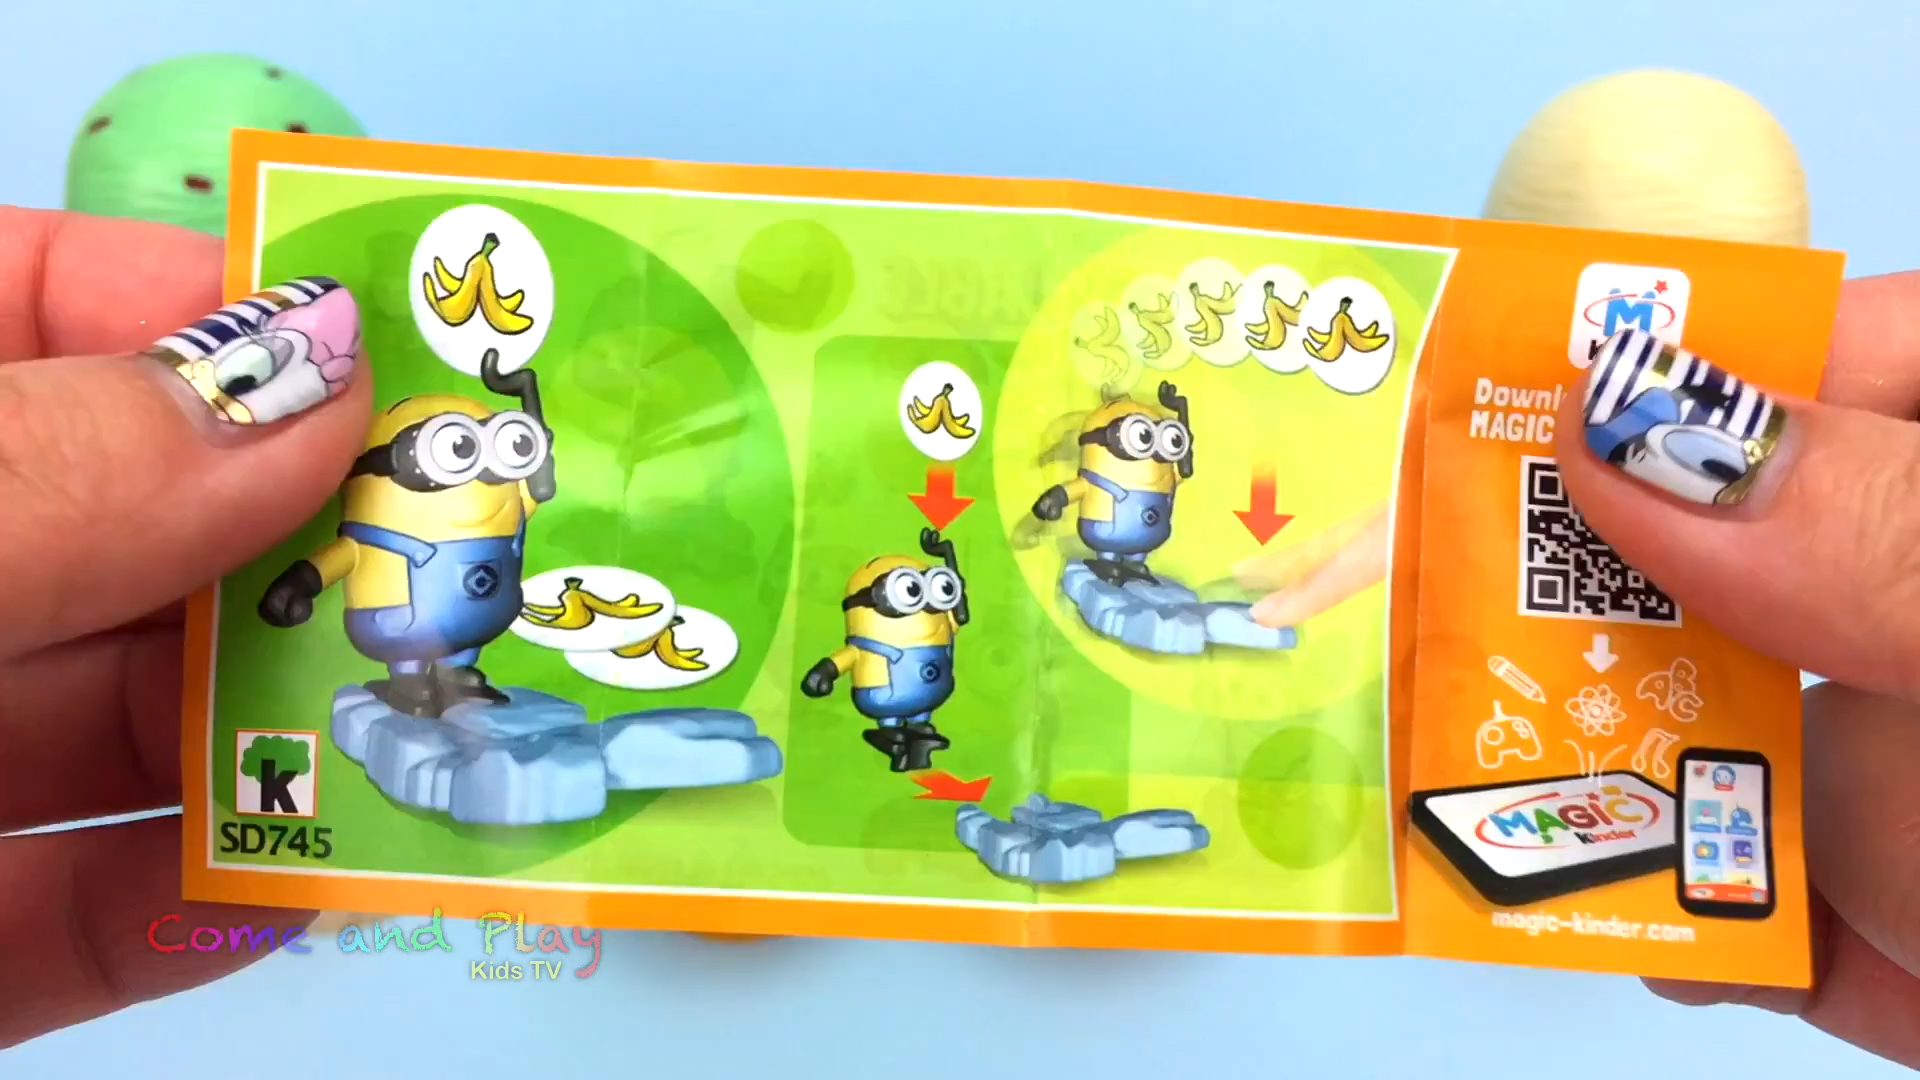 Downl
MAGIC
k
SD745
MAGIC
kinder
magic-kinder.com
Come and Play
Kids TV